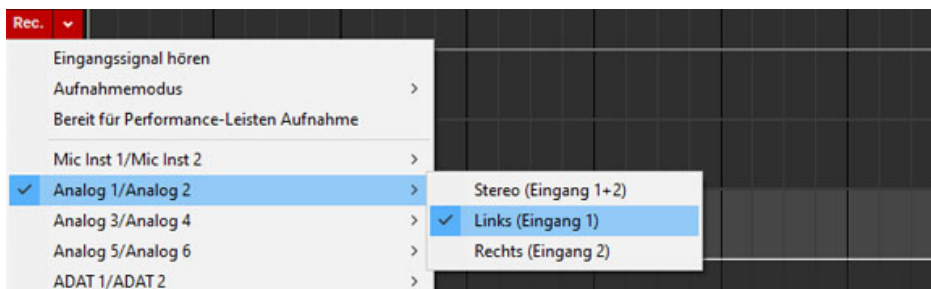 Rec.
Eingangssignal hören
Aufnahmemodus
Bereit für Performance-Leisten Aufnahme
Mic Inst 1/Mic Inst 2
Analog 1/Analog 2
Stereo (Eingang 1+2)
Analog 3/Analog 4
Links (Eingang 1)
Analog 5/Analog 6
Rechts (Eingang 2)
ADAT 1/ADAT 2